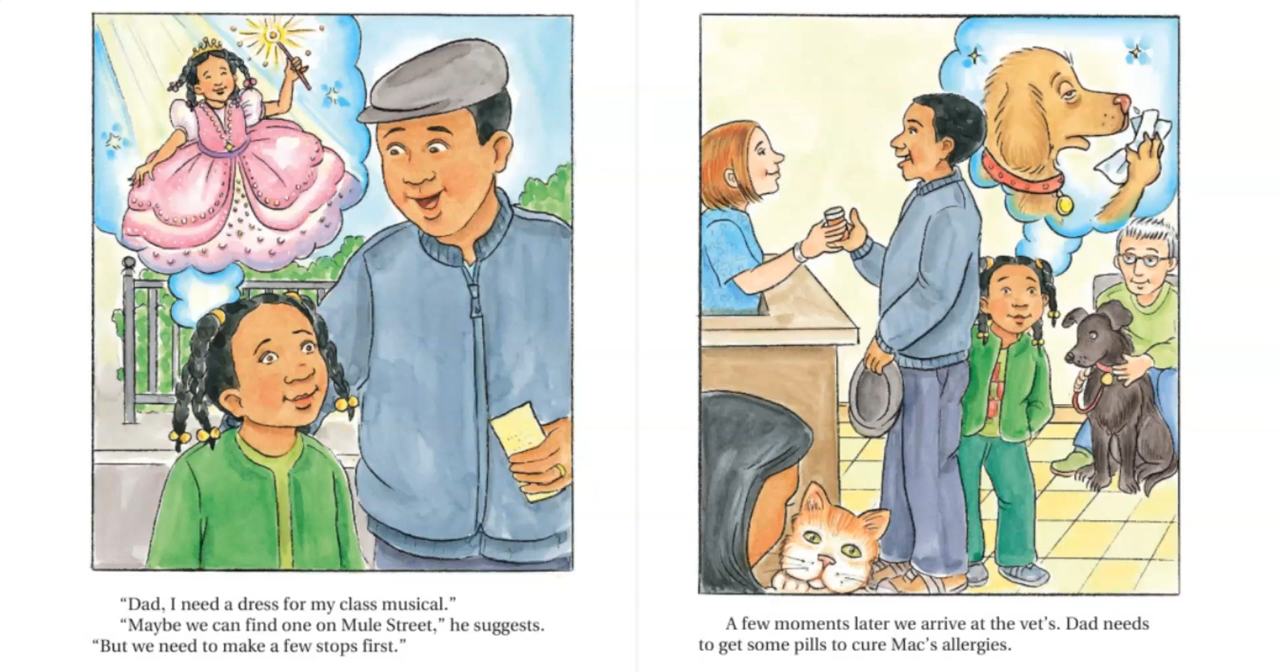 “Dad, I need a dress for my class musical.”
“Maybe we can find one on Mule Street,” he suggests.
“But we need to make a few stops first.”
A few moments later we arrive at the vet’s. Dad needs
to get some pills to cure Mac’s allergies.